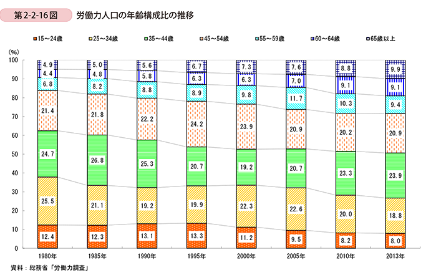 第2-2-16図 労働力人口の年齢構成比の推移
15～24歳 25～34歳 35～44歳 45～54歳 55～59歳 60～64歳 65歳以上
(%)
100
90
80
70
60
50
40
30
20
10
0
4.9 5.0 5.6 6.7 7.3 7.6 8.8 9.9
4.4 4.8 5.8 6.3 6.3 7.0 9.1 9.1
6.8 8.2 8.8 8.9 9.8 11.7 10.3 9.4
21.4 21.8 22.2 24.2 23.9 20.9 20.2 20.9
24.7 26.8 25.3 20.7 19.2 20.7 23.3 23.9
25.5 21.1 19.2 19.9 22.3 22.6 20.0 18.8
12.4 12.3 13.1 13.3 11.2 9.5 8.2 8.0
1980年 1985年 1990年 1995年 2000年 2005年 2010年 2013年
資料：総務省「労働力調査」